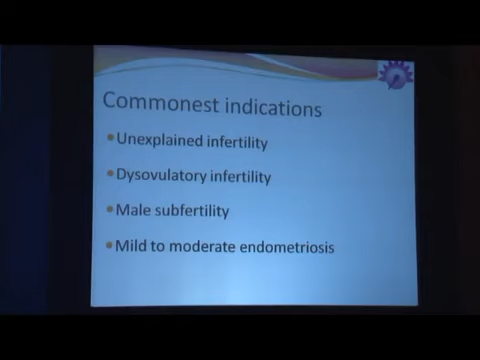 Commonest indications
•Unexplained infertility
•Dysovulatory infertility
•Male subfertility
•Mild to moderate endometriosis